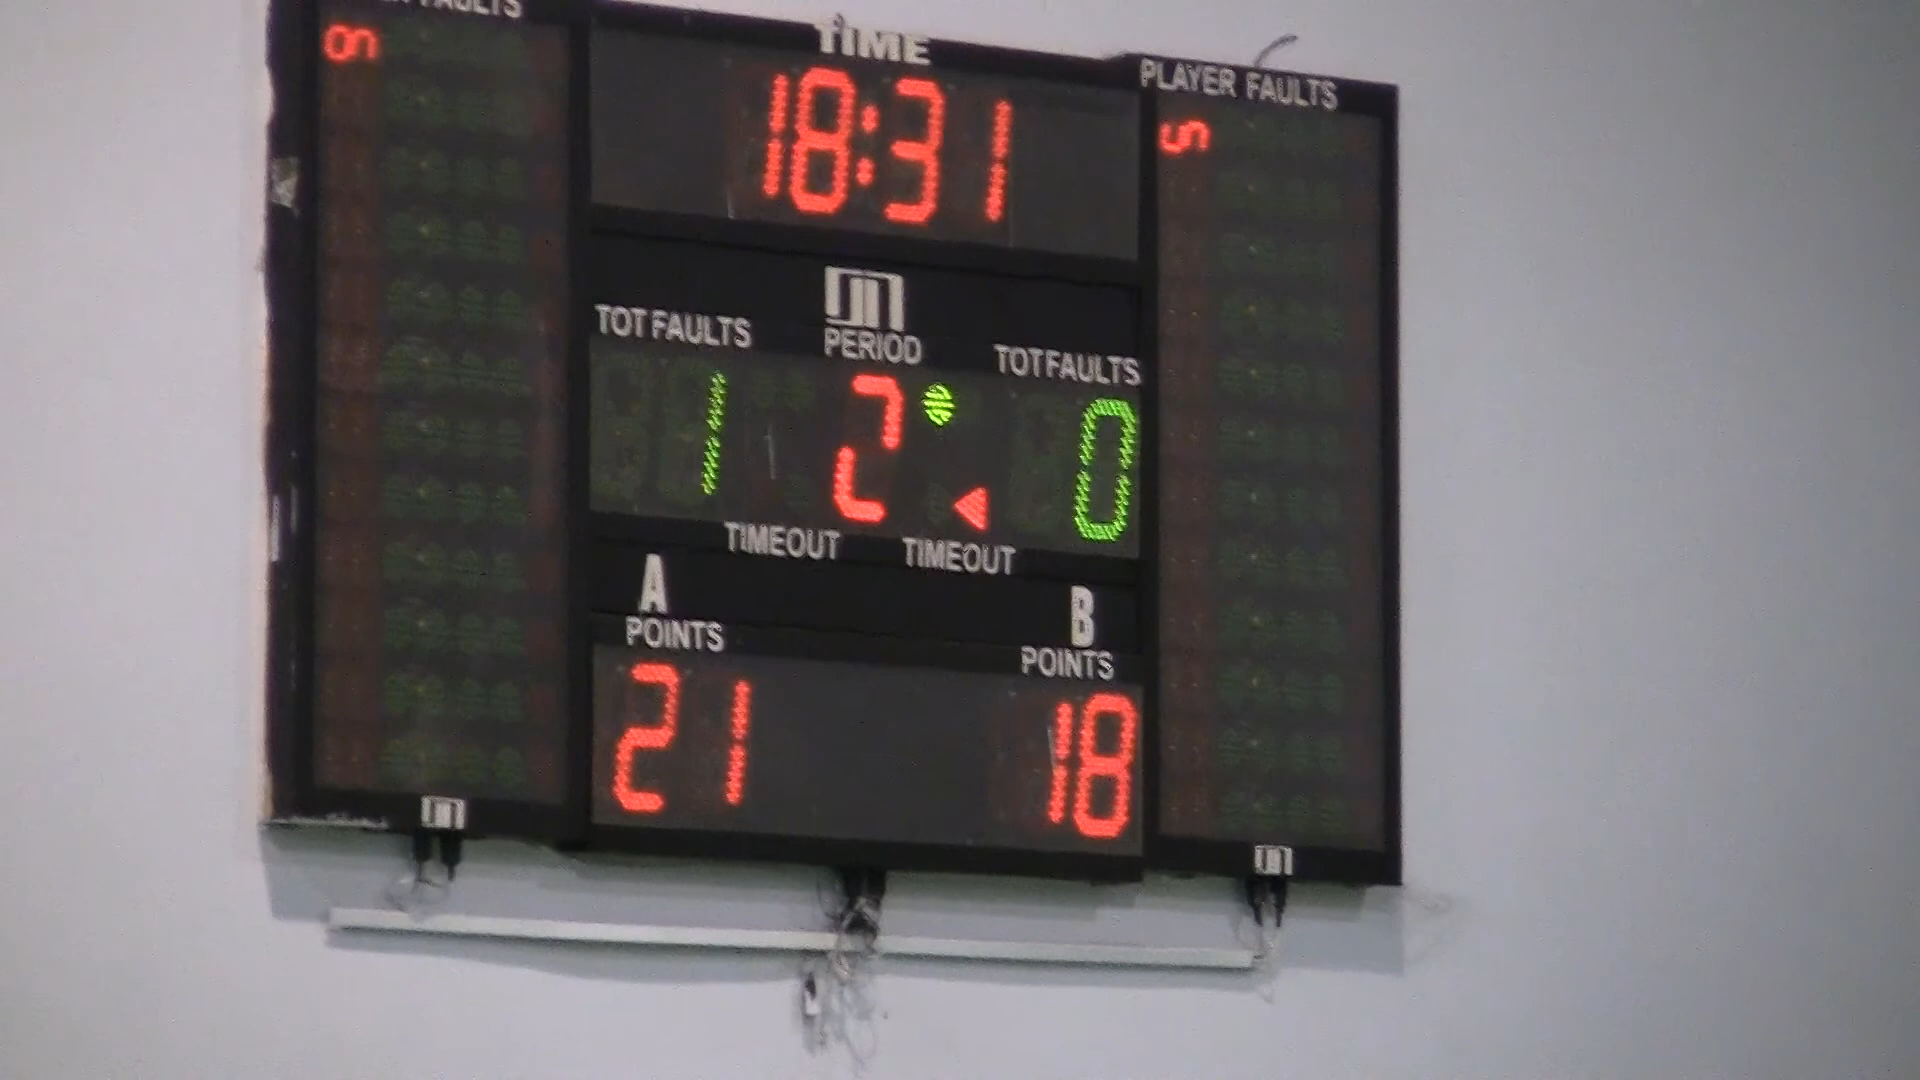 FAULTS
TIME
18:31
PLAYER FAULTS
TOT FAULTS
PERIOD
TOT FAULTS
1
2
0
TIMEOUT
TIMEOUT
A
B
POINTS
POINTS
21
18